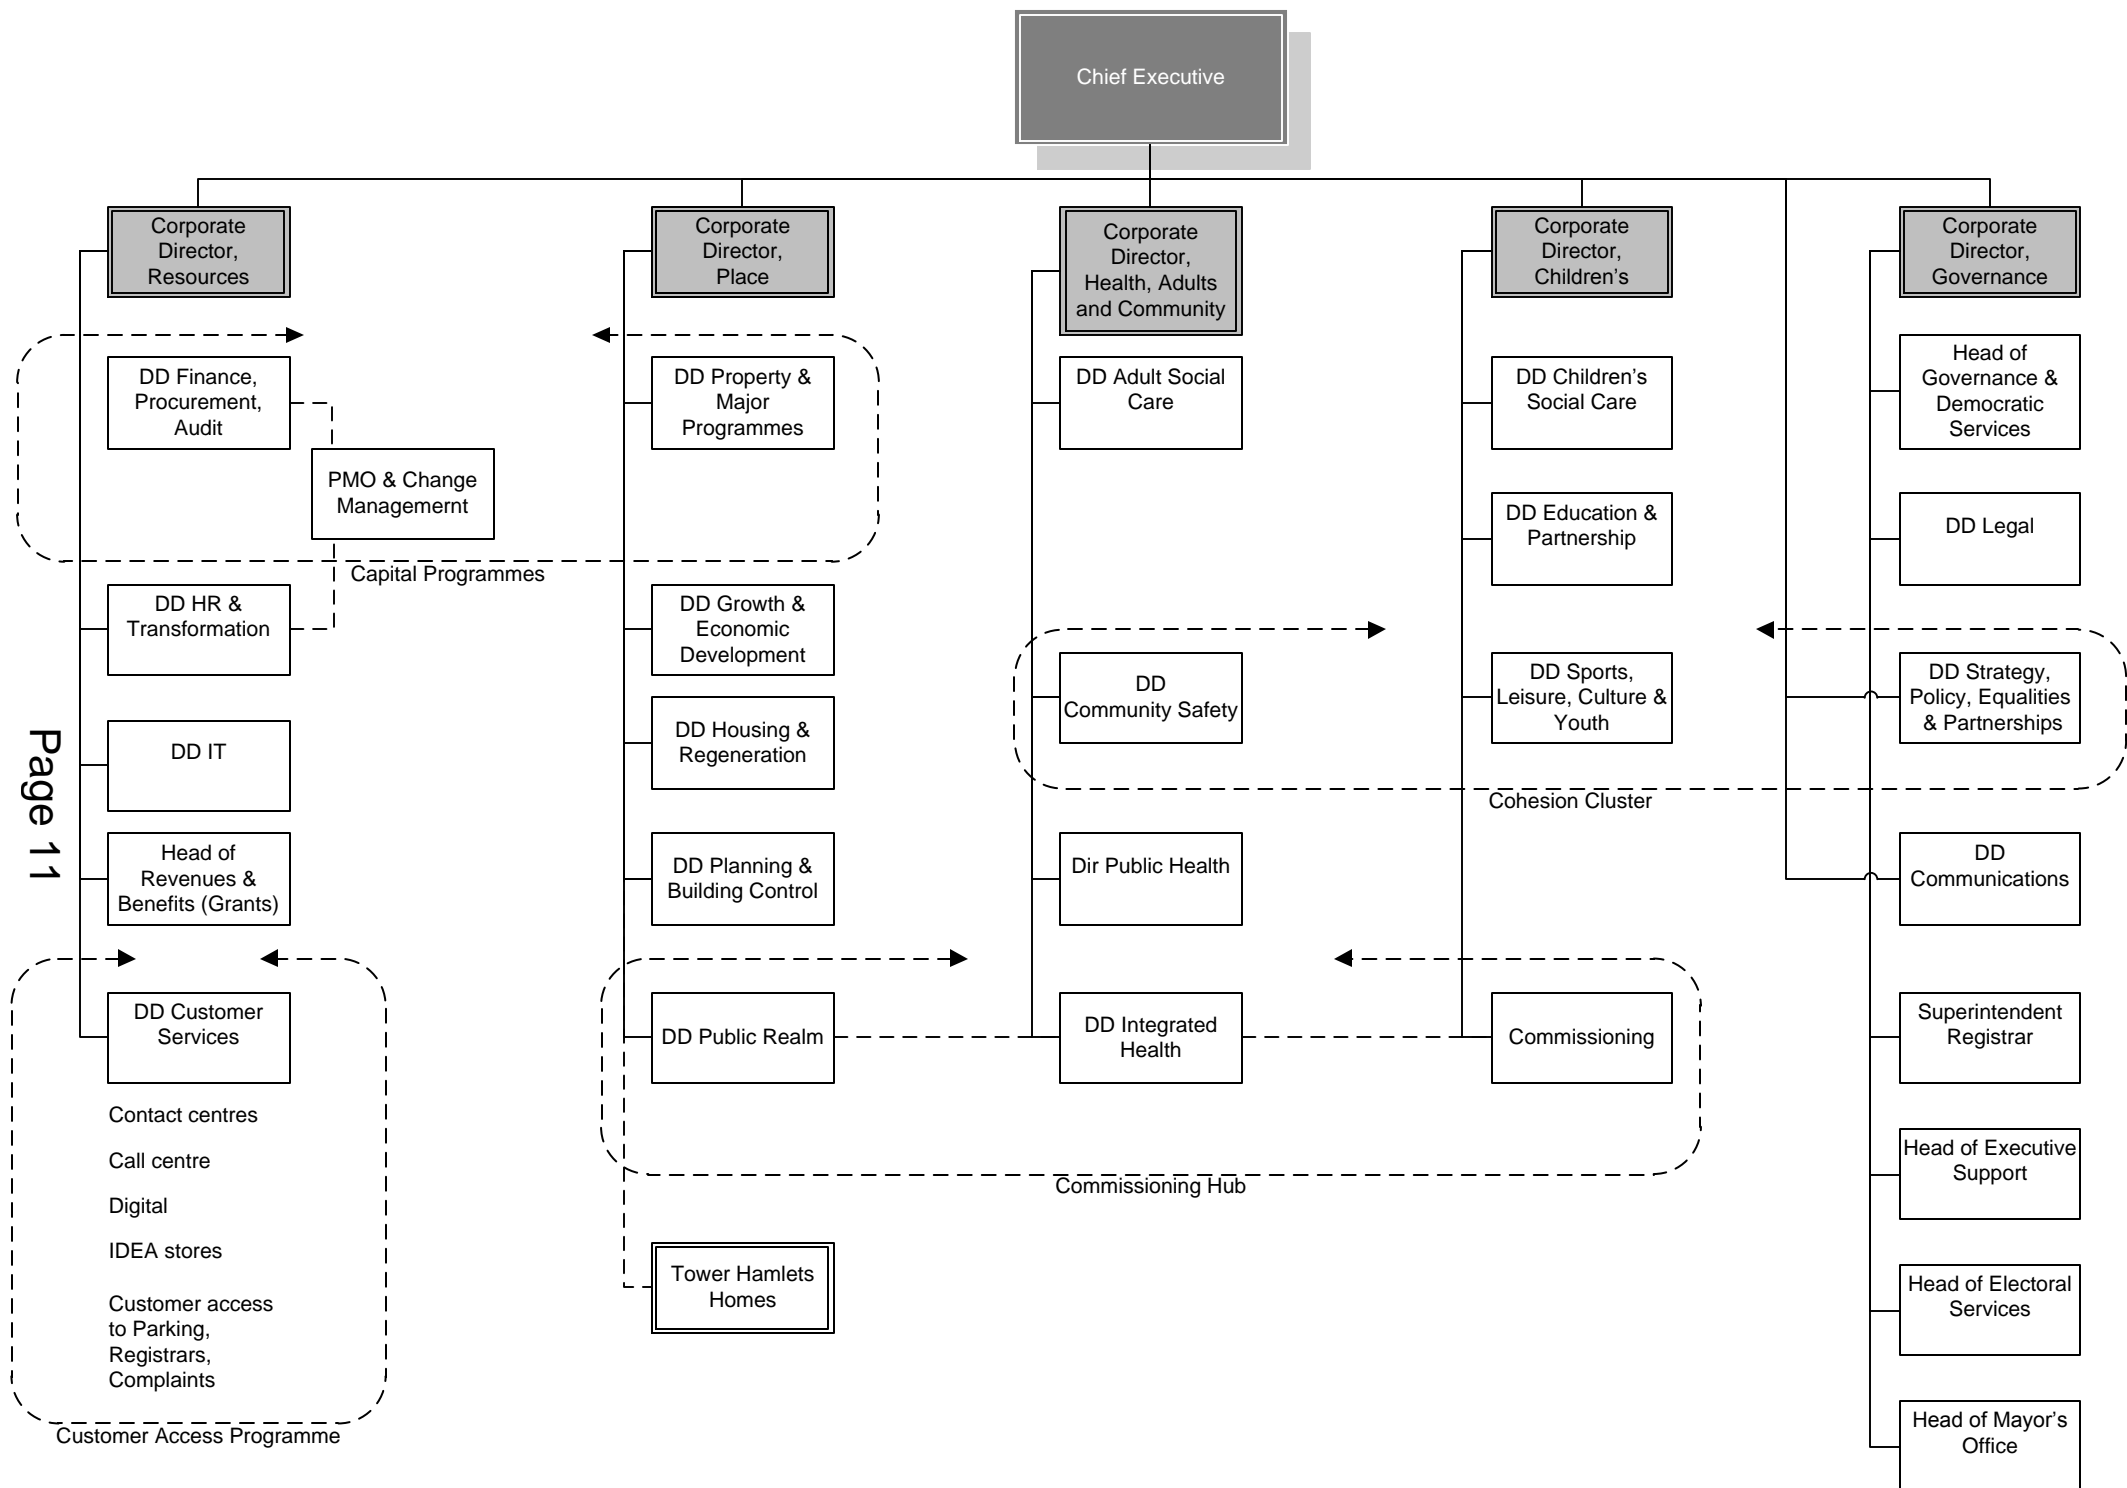 Chief Executive
Corporate
Director,
Resources
Corporate
Director,
Place
Corporate
Director,
Health, Adults
and Community
Corporate
Director,
Children’s
Corporate
Director,
Governance
DD Finance,
Procurement,
Audit
PMO & Change
Managemernt
DD HR &
Transformation
DD IT
Head of
Revenues &
Benefits (Grants)
DD Customer
Services
Contact centres
Call centre
Digital
IDEA stores
Customer access
to Parking,
Registrars,
Complaints
Customer Access Programme
Capital Programmes
DD Property &
Major
Programmes
DD Growth &
Economic
Development
DD Housing &
Regeneration
DD Planning &
Building Control
DD Public Realm
Tower Hamlets
Homes
DD Adult Social
Care
DD
Community Safety
Dir Public Health
DD Integrated
Health
Commissioning Hub
DD Children’s
Social Care
DD Education &
Partnership
DD Sports,
Leisure, Culture &
Youth
Cohesion Cluster
Commissioning
Head of
Governance &
Democratic
Services
DD Legal
DD Strategy,
Policy, Equalities
& Partnerships
DD
Communications
Superintendent
Registrar
Head of Executive
Support
Head of Electoral
Services
Head of Mayor’s
Office
Page 11